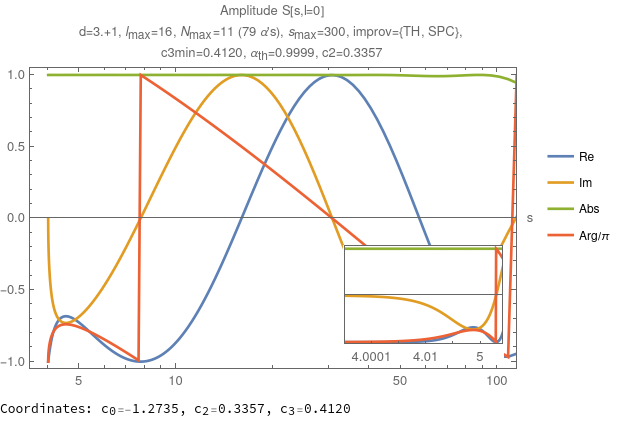 Amplitude S[s,l=0]
d=3.+1, lmax=16, Nmax=11 (79 α's), smax=300, improv={TH, SPC},
c3min=0.4120, αth=0.9999, c2=0.3357
1.0
0.5
0.0
−0.5
−1.0
s
Re
Im
Abs
Arg/π
4.0001 4.01 5
5 10 50 100
Coordinates: c0=-1.2735, c2=0.3357, c3=0.4120